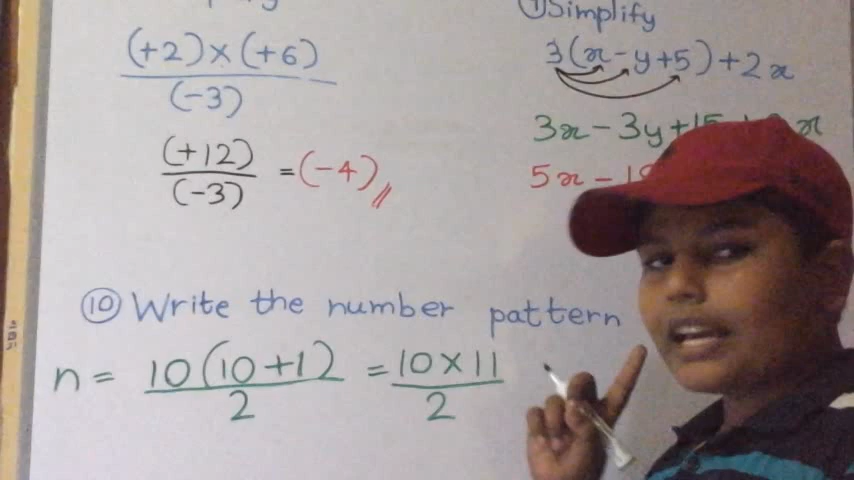 (+2)×(+6)
(-3)
(+12)
(-3)
=(-4)
Simplify
3(x-y+5)+2x
3x-3y+15+
x
5x-
⑩ Write the number pattern
n = 10(10+1)
2
= 10×11
2